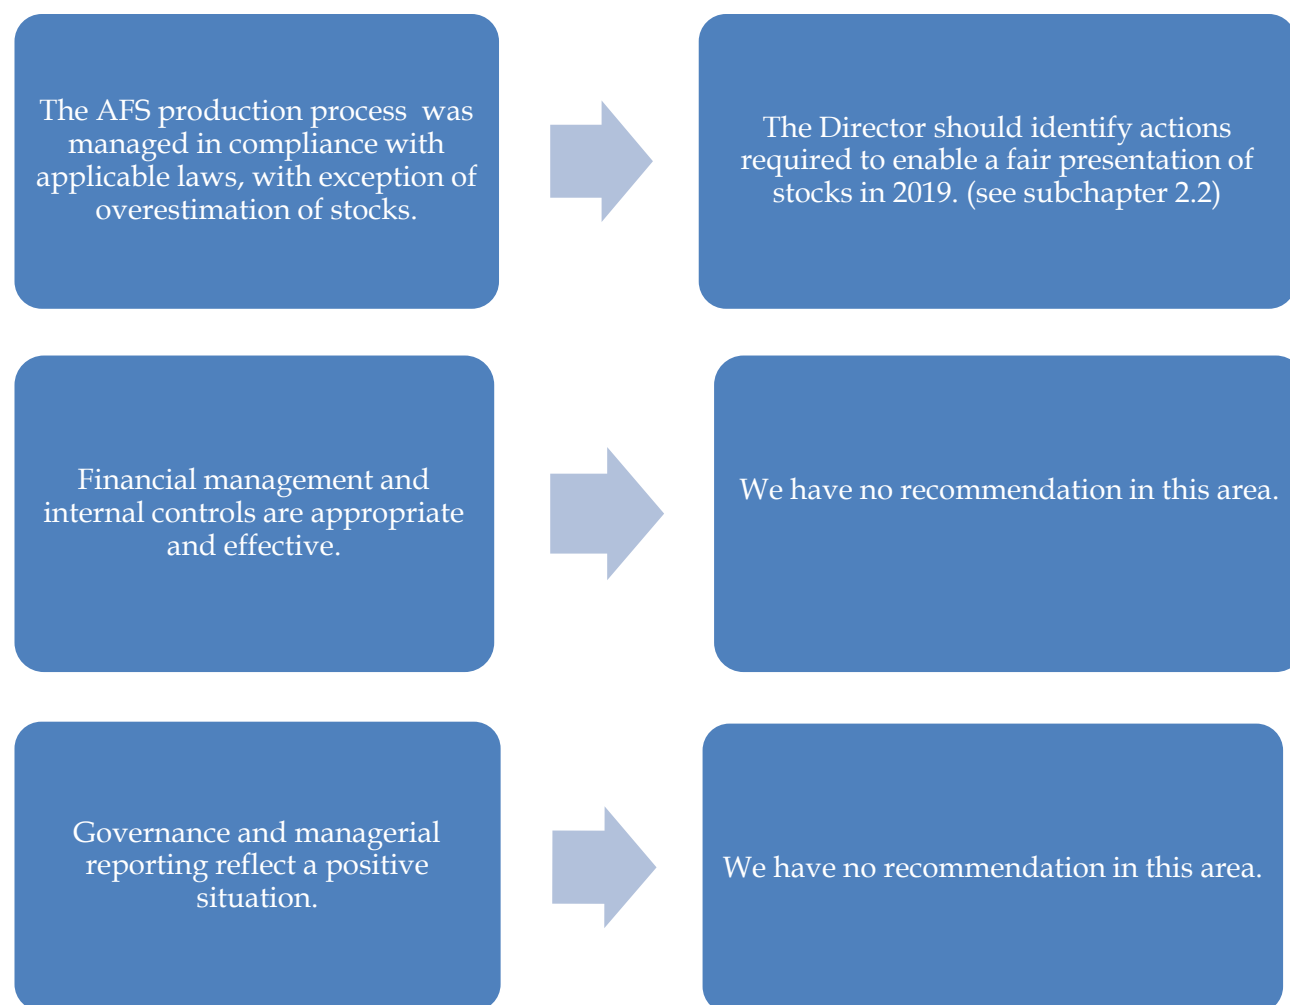 The AFS production process was
managed in compliance with
applicable laws, with exception of
overestimation of stocks.
The Director should identify actions
required to enable a fair presentation of
stocks in 2019. (see subchapter 2.2)
Financial management and
internal controls are appropriate
and effective.
We have no recommendation in this area.
Governance and managerial
reporting reflect a positive
situation.
We have no recommendation in this area.